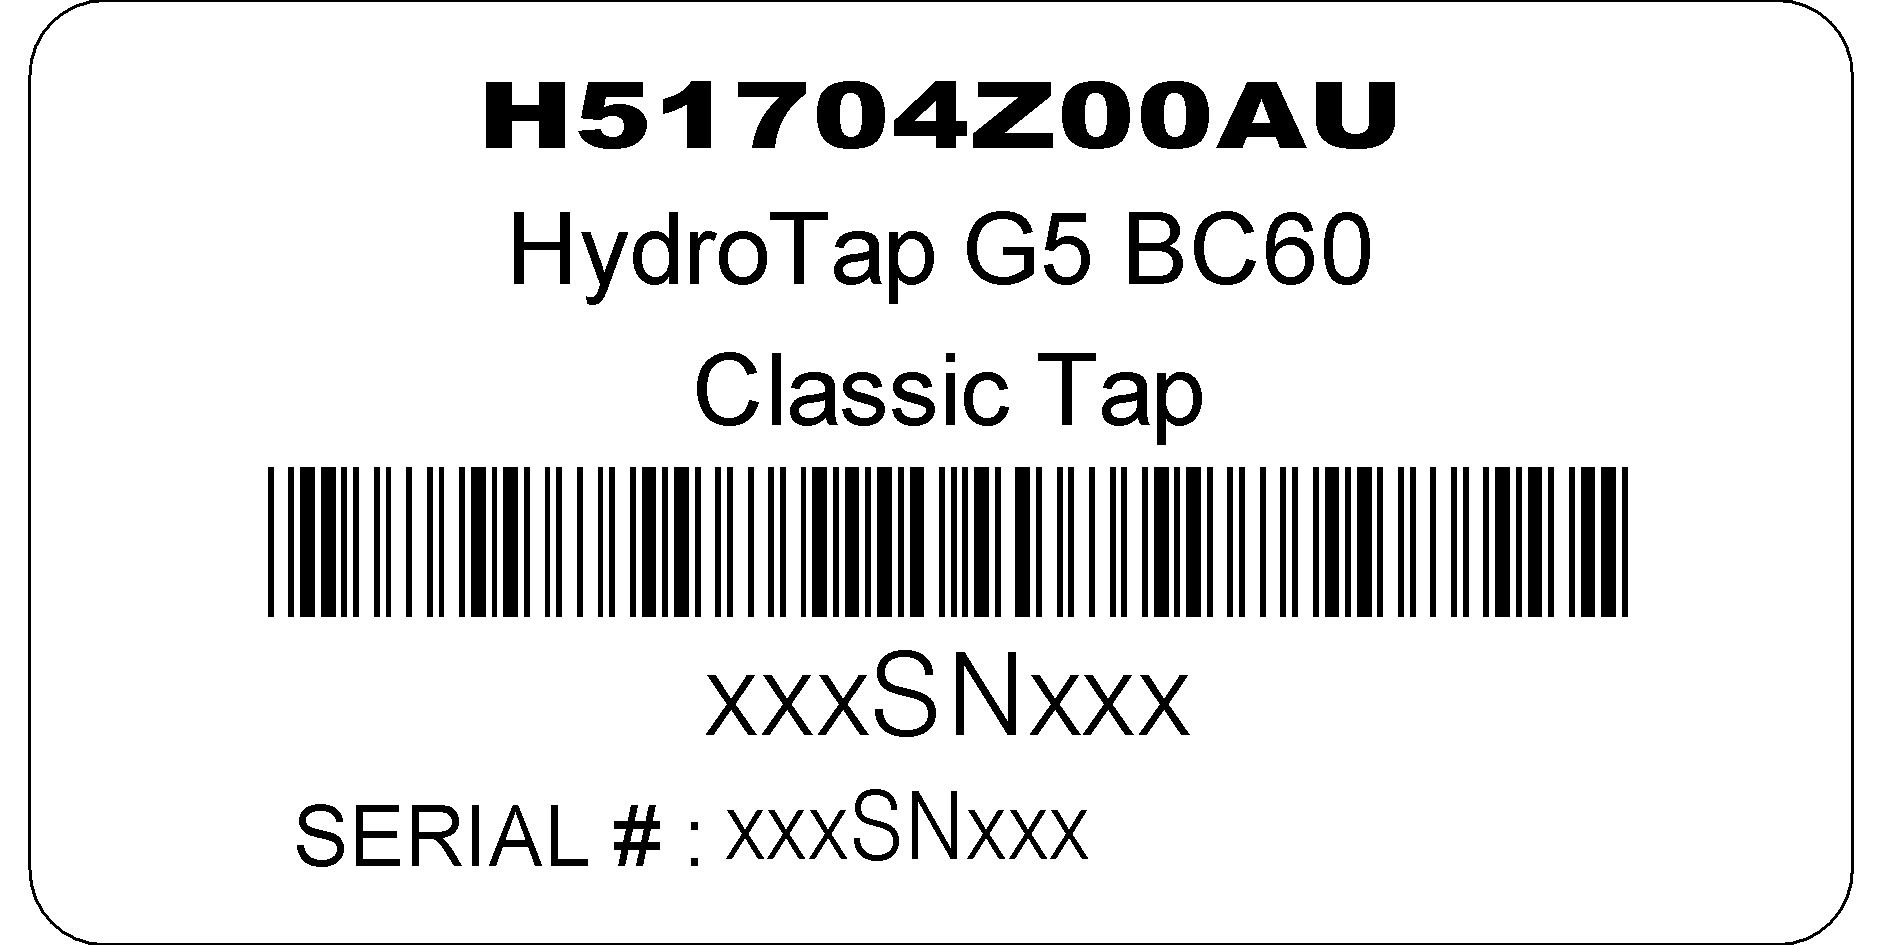 H51704Z00AU
HydroTap G5 BC60
Classic Tap
xxxSNxxx
SERIAL # : xxxSNxxx